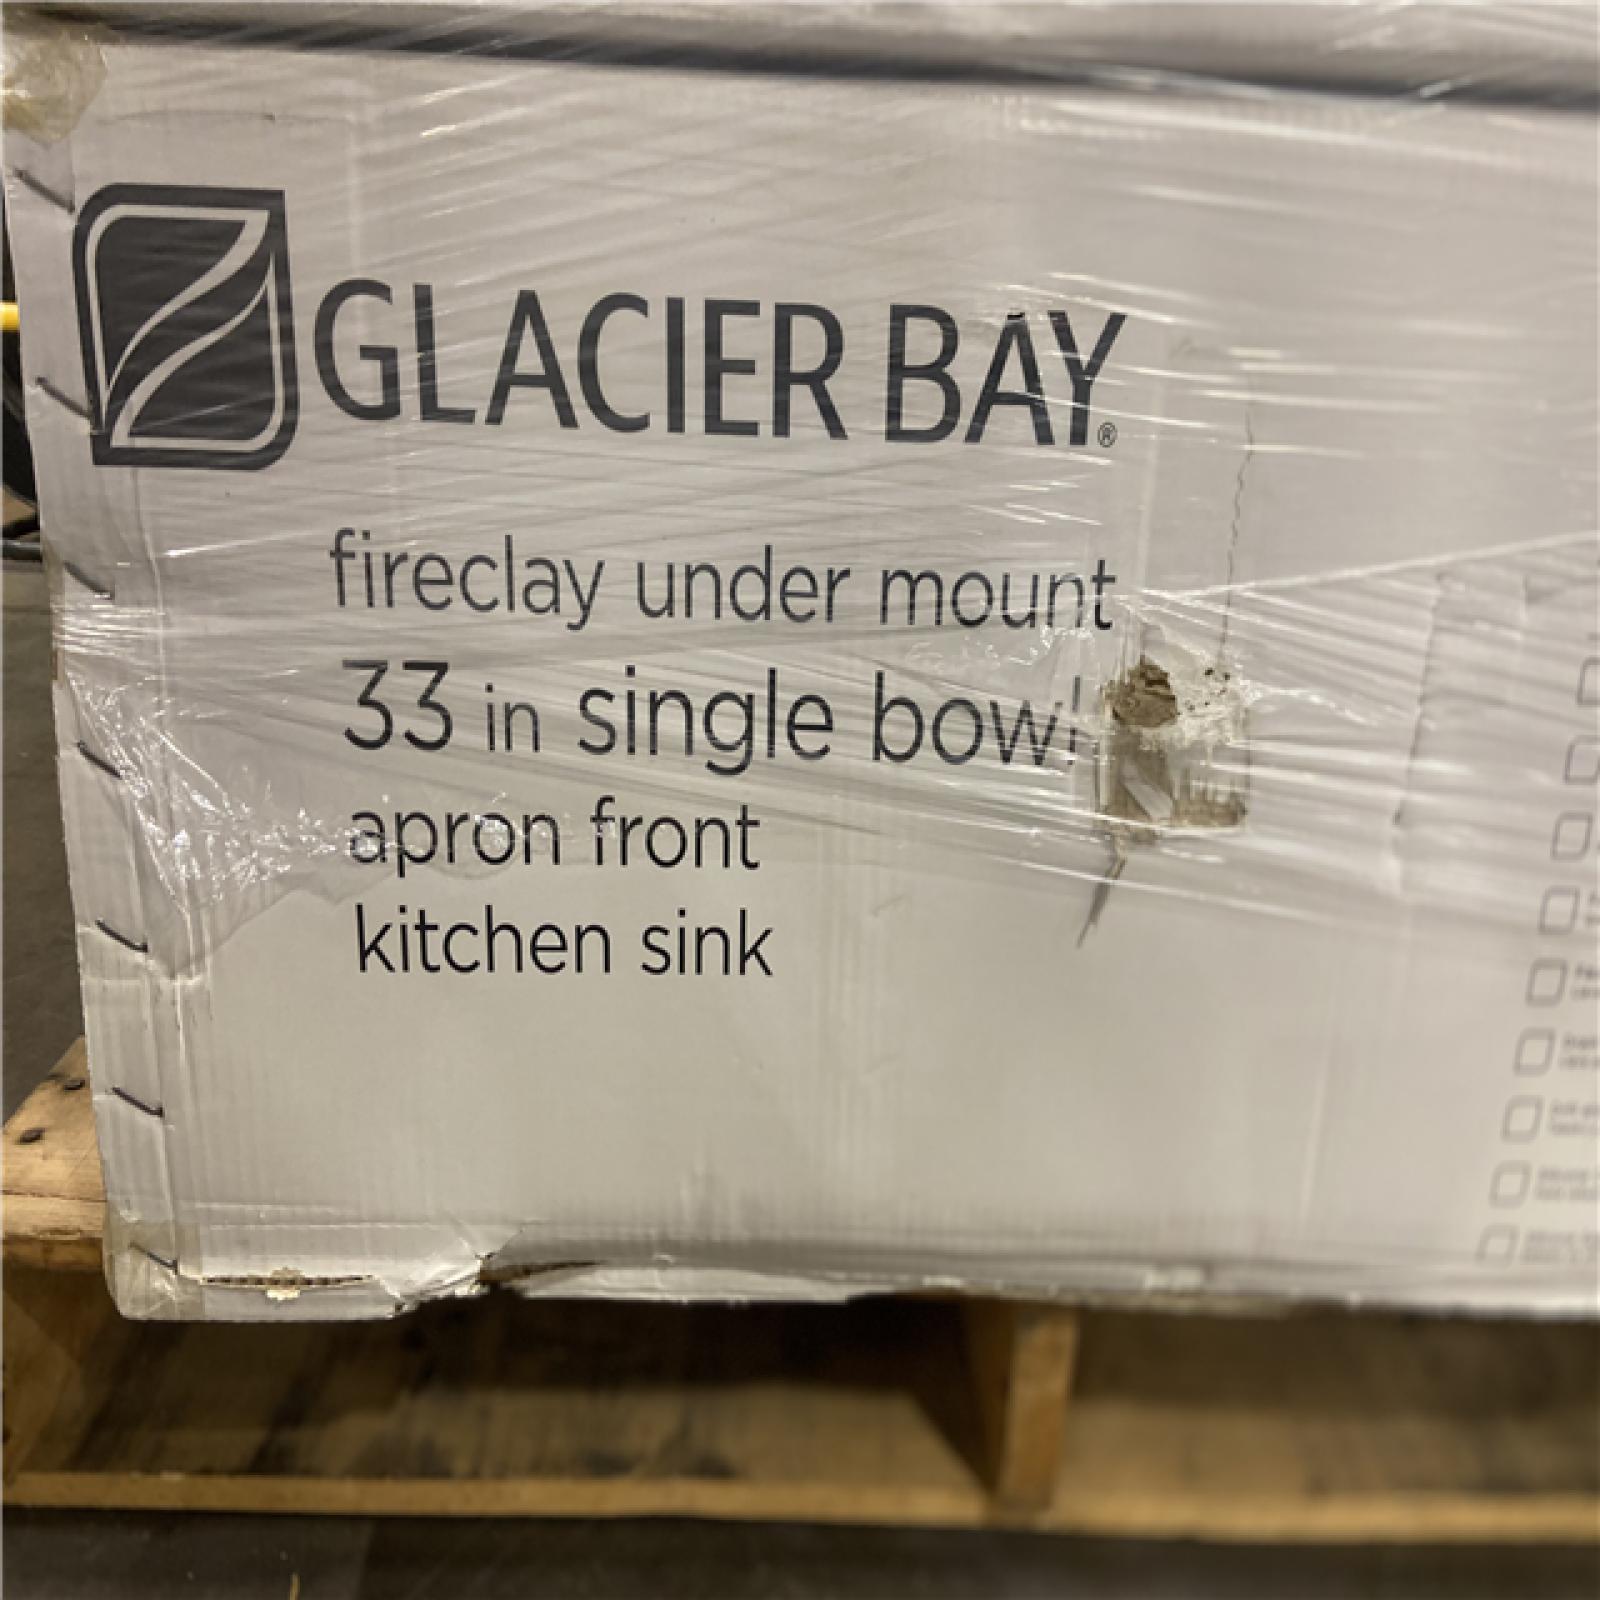 GLACIER BAY®
fireclay under mount
33 in single bowl
apron front
kitchen sink